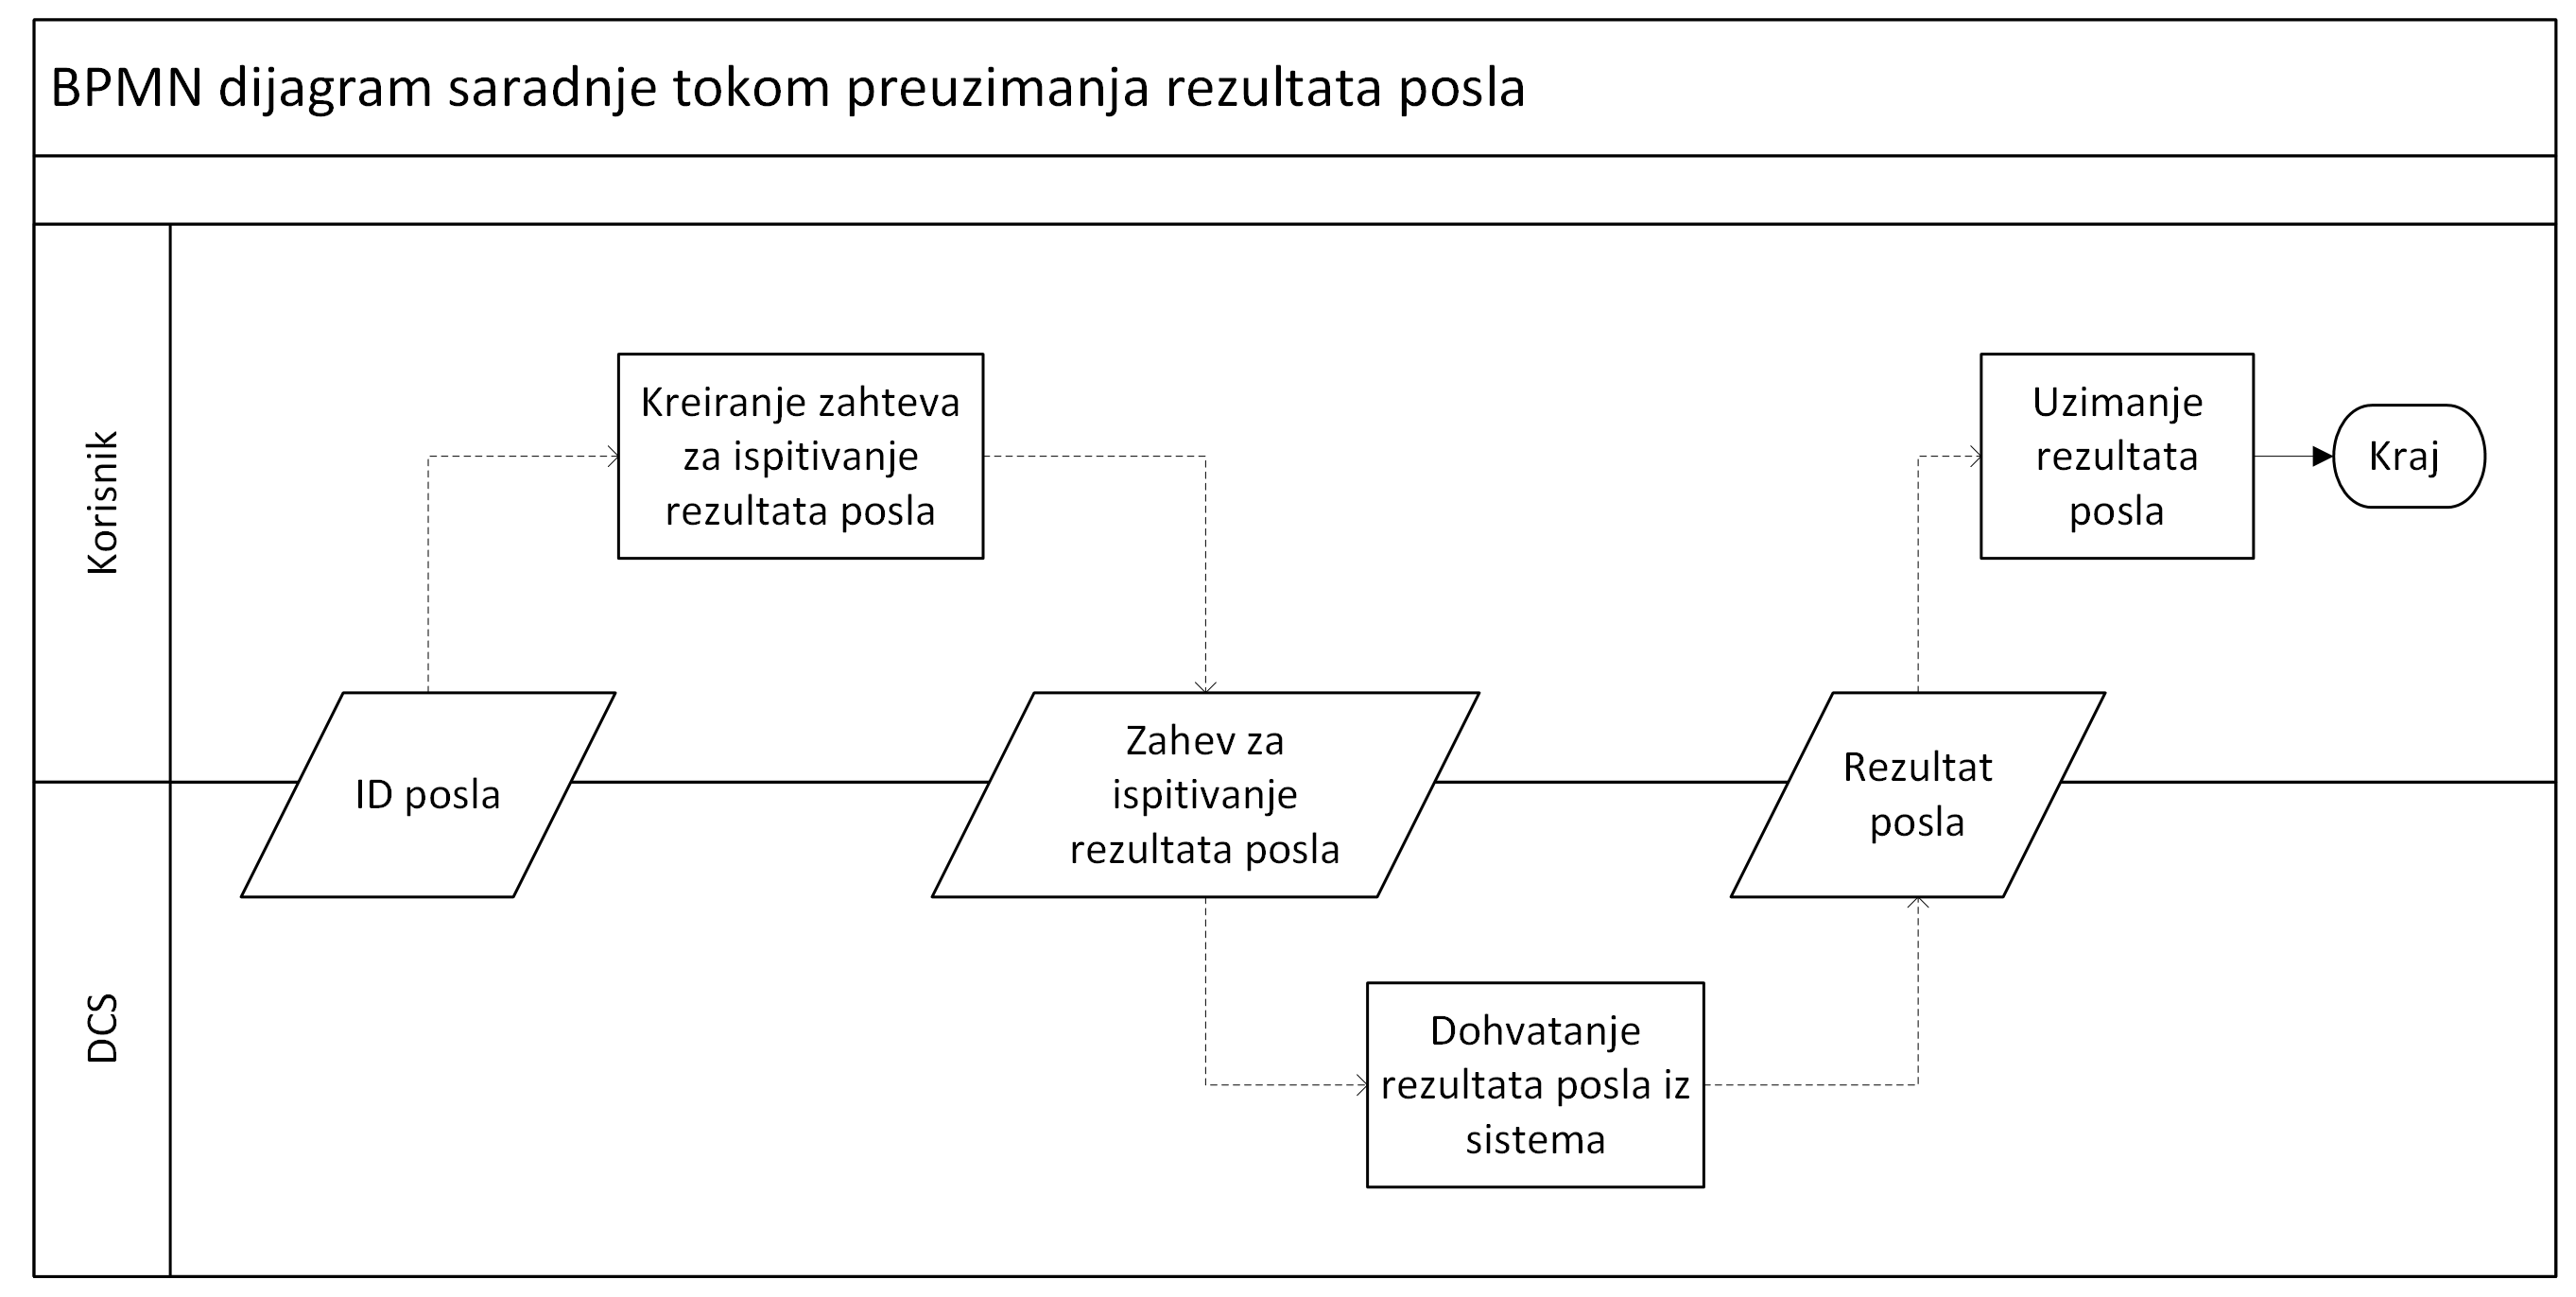 BPMN dijagram saradnje tokom preuzimanja rezultata posla
Korisnik
Kreiranje zahteva
za ispitivanje
rezultata posla
Uzimanje
rezultata
posla
Kraj
ID posla
Zahev za
ispitivanje
rezultata posla
Rezultat
posla
DCS
Dohvatanje
rezultata posla iz
sistema